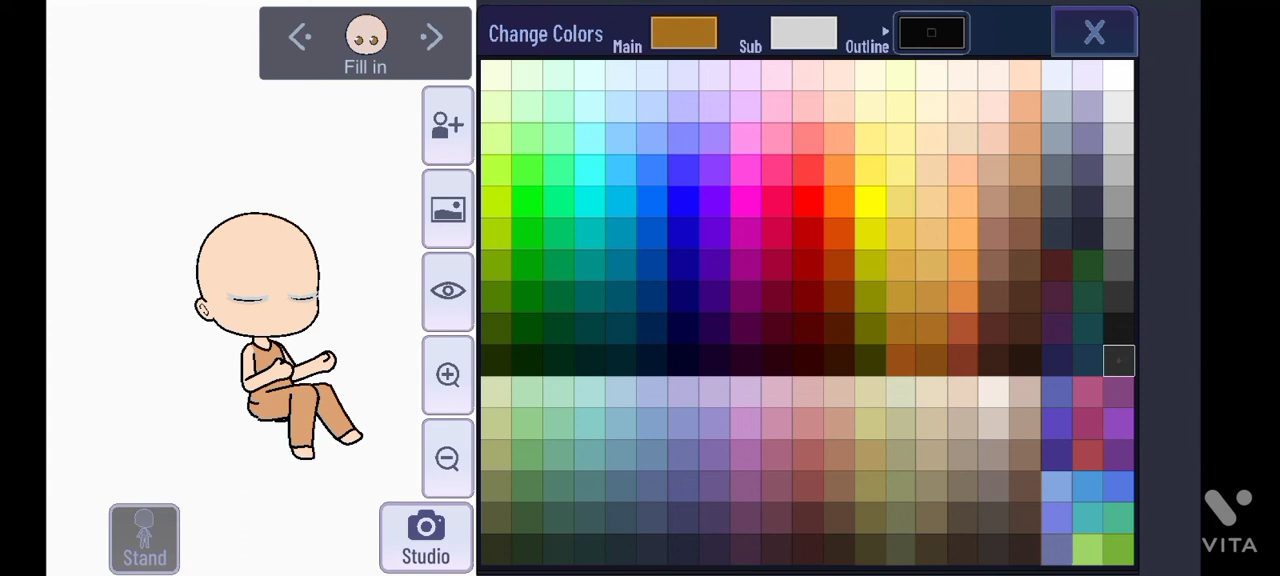 Fill in
Change Colors
Main
Sub
Outline
X
Stand
Studio
VITA